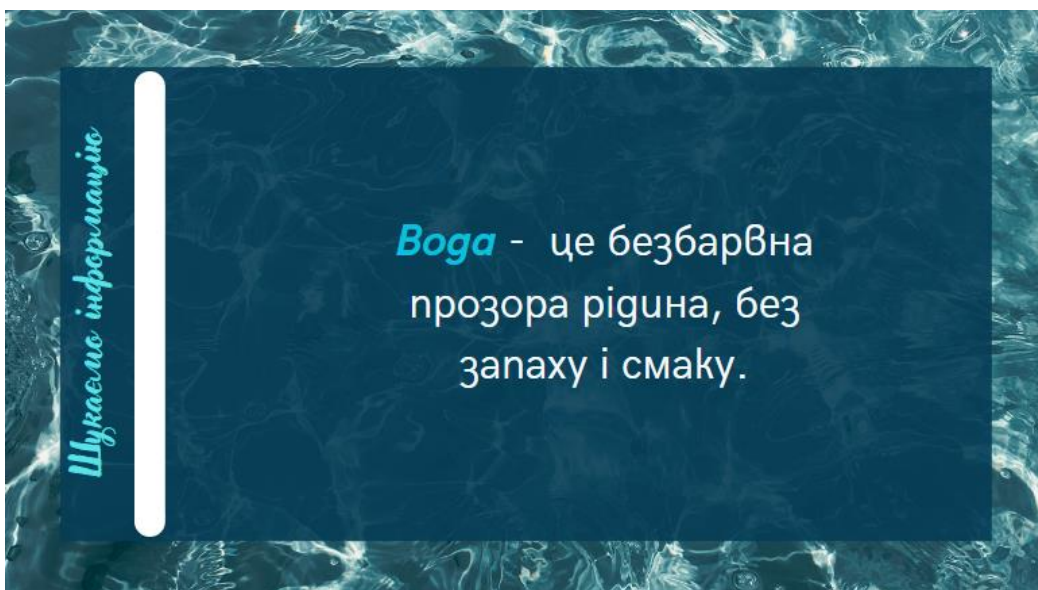 Шукаємо інформацію
Вода - це безбарвна
прозора рідина, без
запаху і смаку.